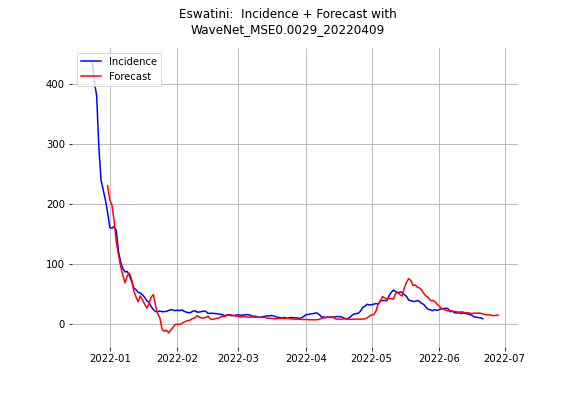 Eswatini:  Incidence + Forecast with
WaveNet_MSE0.0029_20220409
Incidence
Forecast
400
300
200
100
0
2022-01 2022-02 2022-03 2022-04 2022-05 2022-06 2022-07